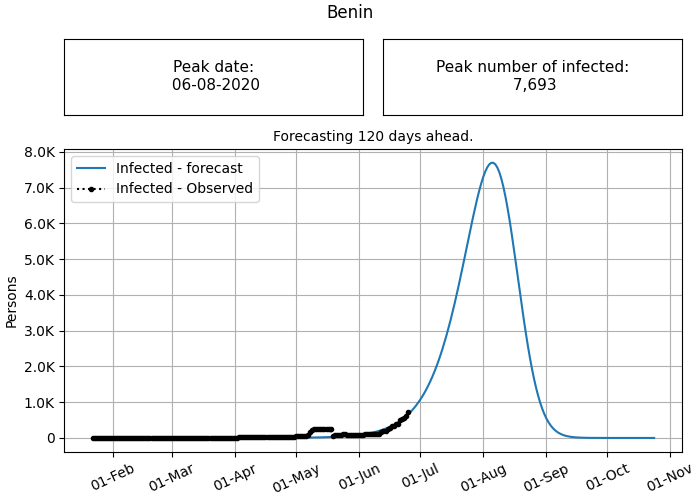 Benin
Peak date:
06-08-2020
Peak number of infected:
7,693
Forecasting 120 days ahead.
Infected - forecast
Infected - Observed
Persons
8.0K
7.0K
6.0K
5.0K
4.0K
3.0K
2.0K
1.0K
0
01-Feb
01-Mar
01-Apr
01-May
01-Jun
01-Jul
01-Aug
01-Sep
01-Oct
01-Nov